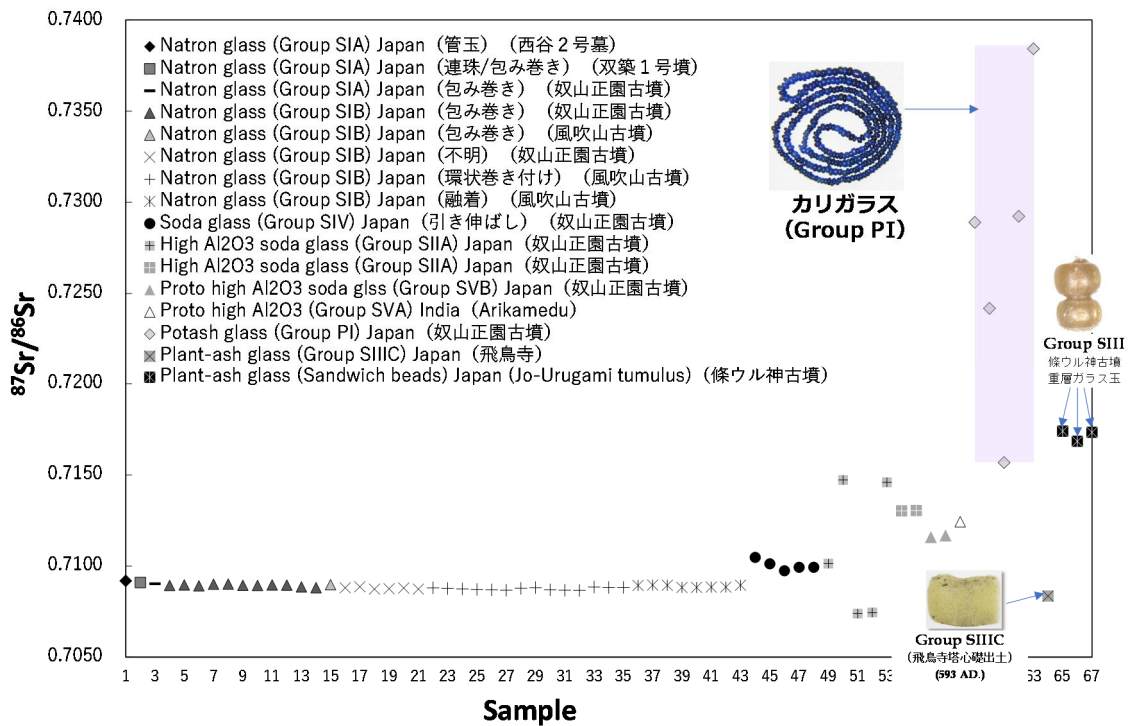 0.7400
0.7350
0.7300
0.7250
0.7200
0.7150
0.7100
0.7050
⁸⁷Sr/⁸⁶Sr
Natron glass (Group SIA) Japan（管玉）（西谷２号墓）
Natron glass (Group SIA) Japan（連珠/包み巻き）（双築１号墳）
Natron glass (Group SIA) Japan（包み巻き）（奴山正園古墳）
Natron glass (Group SIB) Japan（包み巻き）（奴山正園古墳）
Natron glass (Group SIB) Japan（包み巻き）（風吹山古墳）
Natron glass (Group SIB) Japan（不明）（奴山正園古墳）
Natron glass (Group SIB) Japan（環状巻き付け）（風吹山古墳）
Natron glass (Group SIB) Japan（融着）（風吹山古墳）
Soda glass (Group SIV) Japan（引き伸ばし）（奴山正園古墳）
High Al2O3 soda glass (Group SIIA) Japan（奴山正園古墳）
High Al2O3 soda glass (Group SIIA) Japan（奴山正園古墳）
Proto high Al2O3 soda glss (Group SVB) Japan（奴山正園古墳）
Proto high Al2O3 (Group SVA) India（Arikamedu）
Potash glass (Group PI) Japan（奴山正園古墳）
Plant-ash glass (Group SIIIC) Japan（飛鳥寺）
Plant-ash glass (Sandwich beads) Japan (Jo-Urugami tumulus)（條ウル神古墳）
カリガラス
（Group PI）
Group SIII
條ウル神古墳
重層ガラス玉
Group SIIIC
（飛鳥寺塔心礎出土）
(593 AD.)
1 3 5 7 9 11 13 15 17 19 21 23 25 27 29 31 33 35 37 39 41 43 45 47 49 51 53 63 65 67
Sample